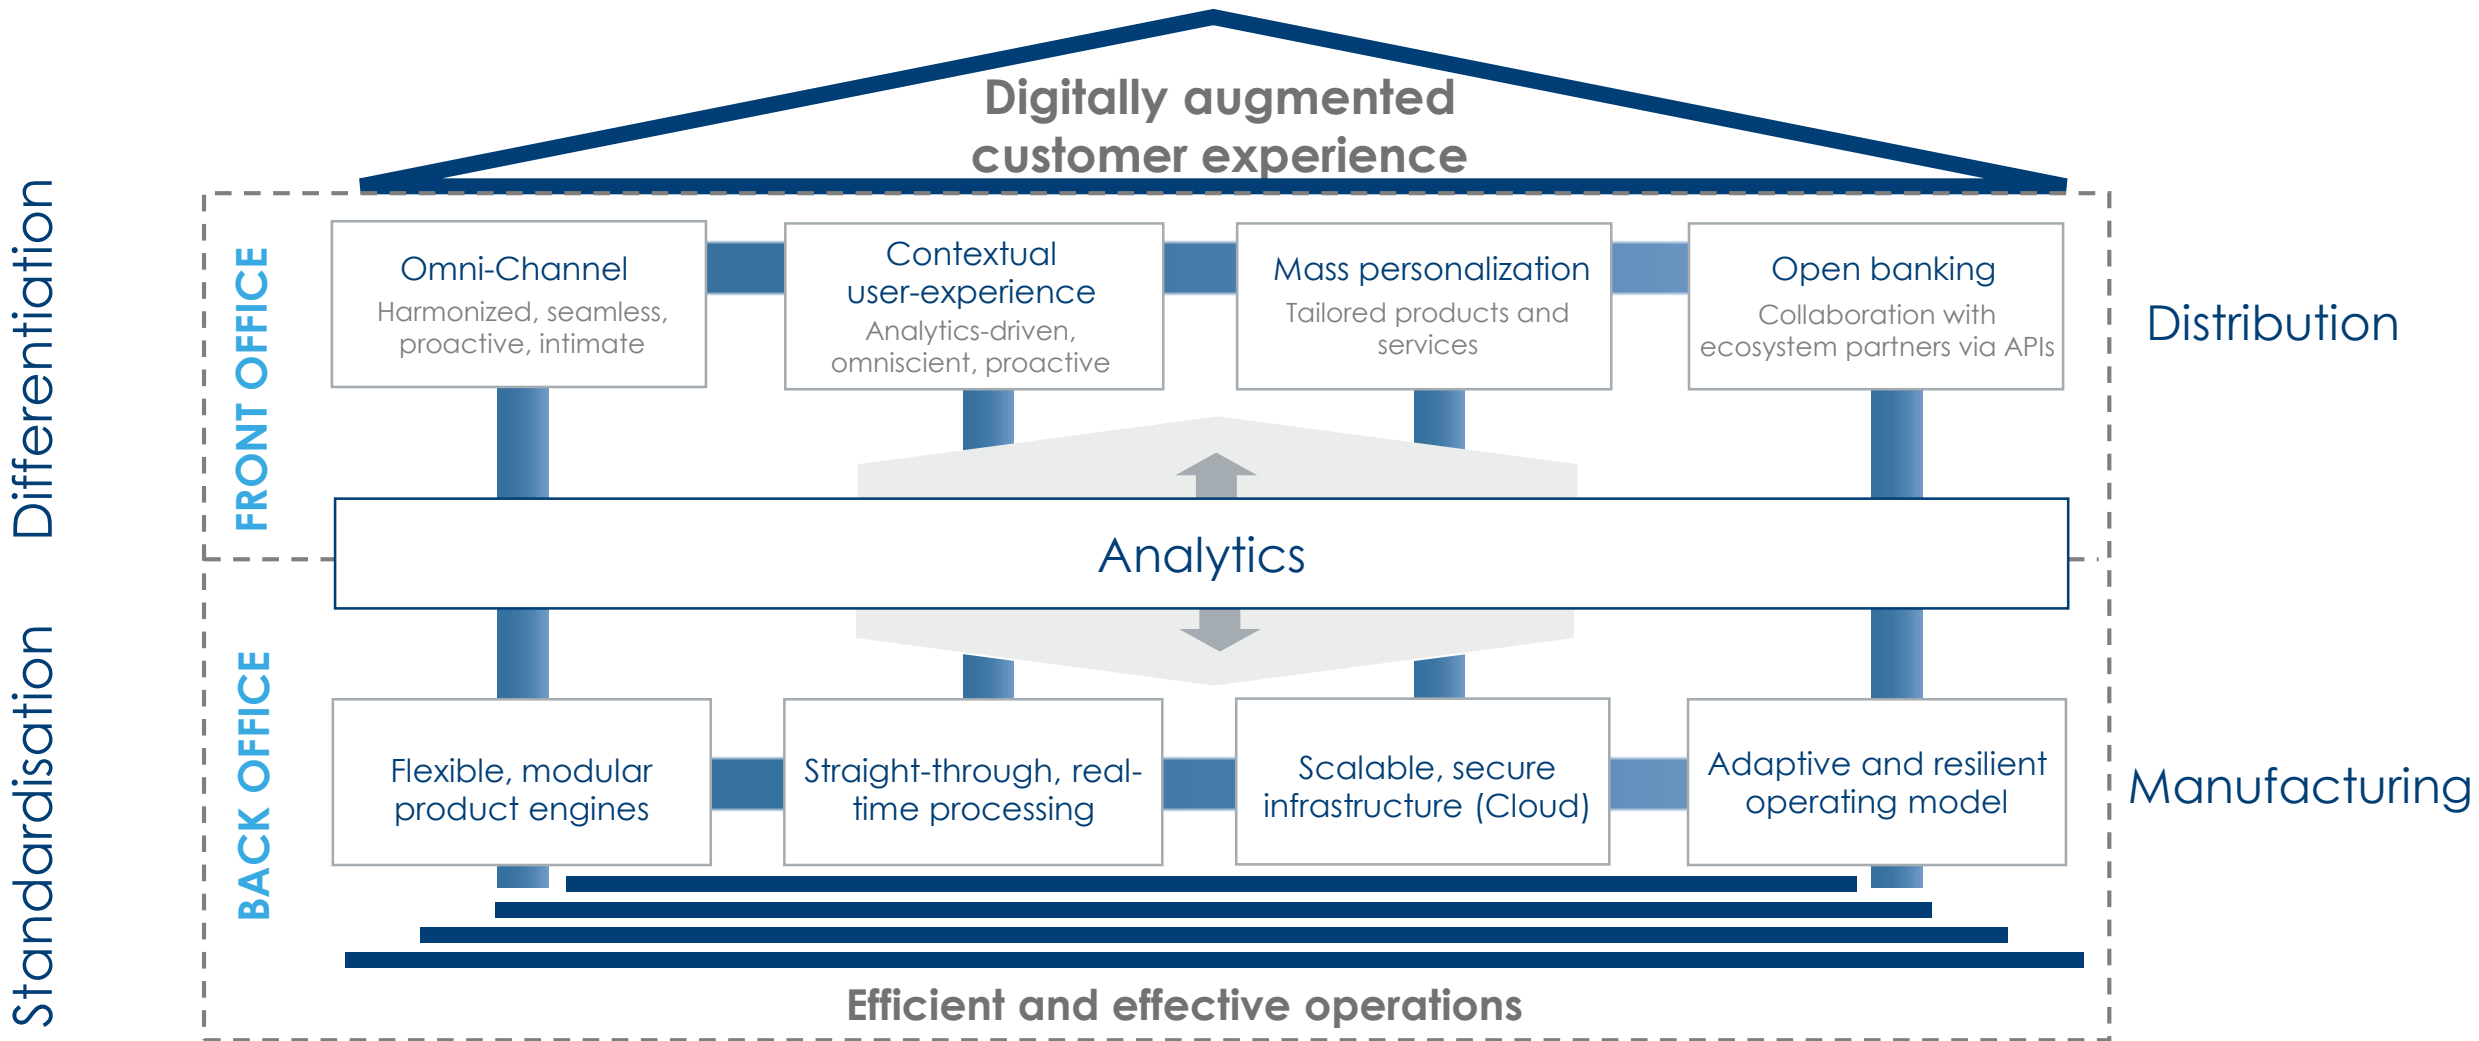 Digitally augmented
customer experience
Differentiation
FRONT OFFICE
Omni-Channel
Harmonized, seamless,
proactive, intimate
Contextual
user-experience
Analytics-driven,
omniscient, proactive
Mass personalization
Tailored products and
services
Open banking
Collaboration with
ecosystem partners via APIs
Distribution
Analytics
Standardisation
BACK OFFICE
Flexible, modular
product engines
Straight-through, real-
time processing
Scalable, secure
infrastructure (Cloud)
Adaptive and resilient
operating model
Manufacturing
Efficient and effective operations